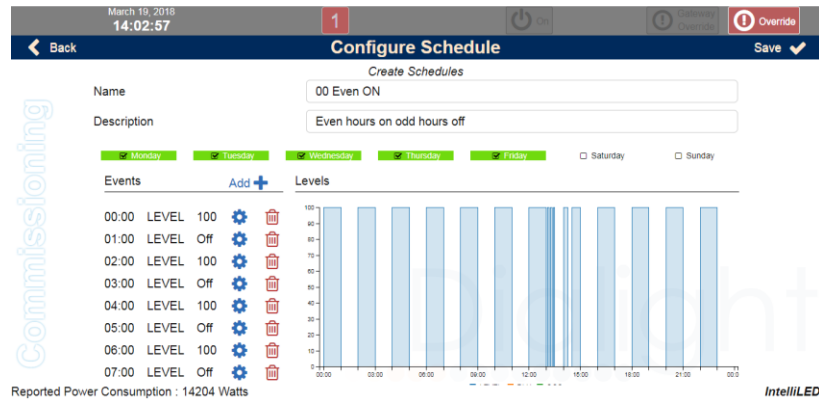 March 19, 2018
14:02:57
1
On
Gateway Override
Override
Back
Configure Schedule
Save
Create Schedules
Name
00 Even ON
Description
Even hours on odd hours off
Monday
Tuesday
Wednesday
Thursday
Friday
Saturday
Sunday
Events
Add
Levels
00:00 LEVEL 100
01:00 LEVEL Off
02:00 LEVEL 100
03:00 LEVEL Off
04:00 LEVEL 100
05:00 LEVEL Off
06:00 LEVEL 100
07:00 LEVEL Off
100
90
80
70
60
50
40
30
20
10
0
00:00 03:00 06:00 09:00 12:00 15:00 18:00 21:00 00:0
Commissioning
Dialight
Reported Power Consumption : 14204 Watts
IntelliLED